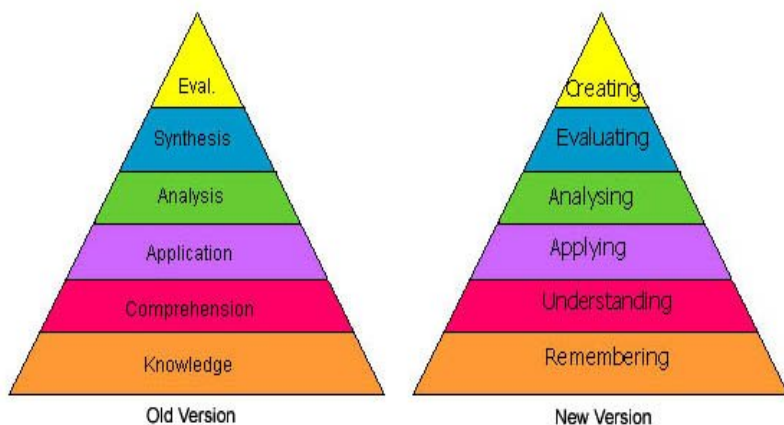 Eval.
Synthesis
Analysis
Application
Comprehension
Knowledge
Old Version
Creating
Evaluating
Analysing
Applying
Understanding
Remembering
New Version